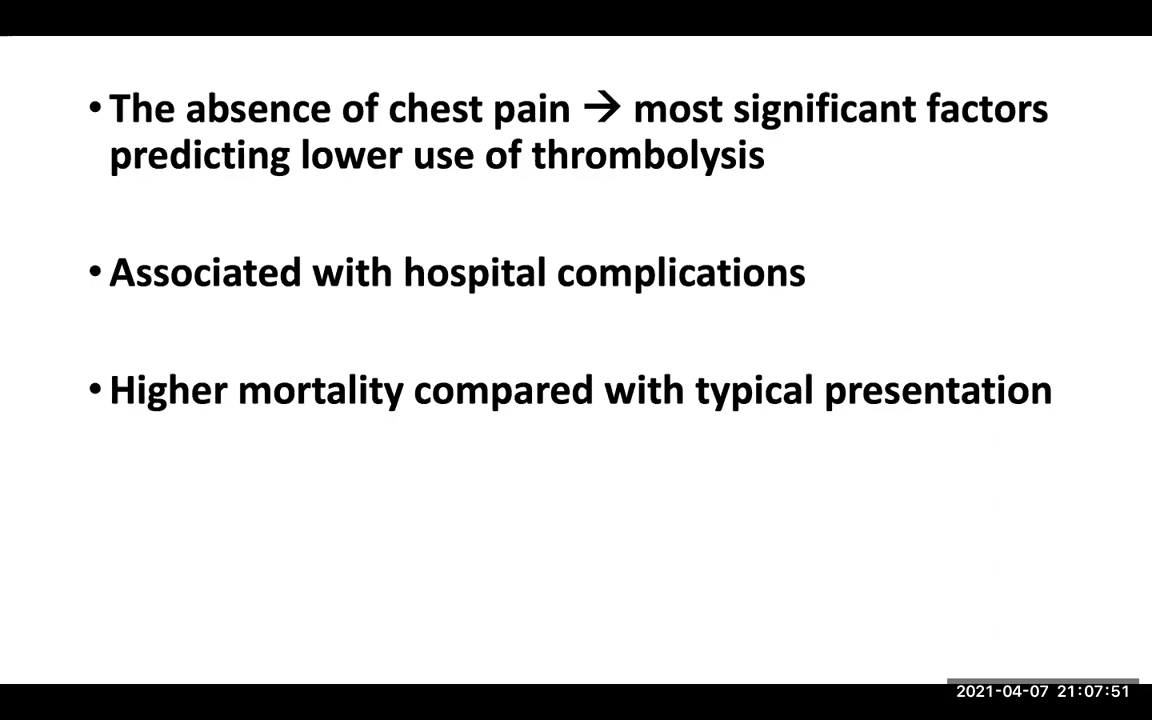 • The absence of chest pain → most significant factors
predicting lower use of thrombolysis
• Associated with hospital complications
• Higher mortality compared with typical presentation
2021-04-07 21:07:51